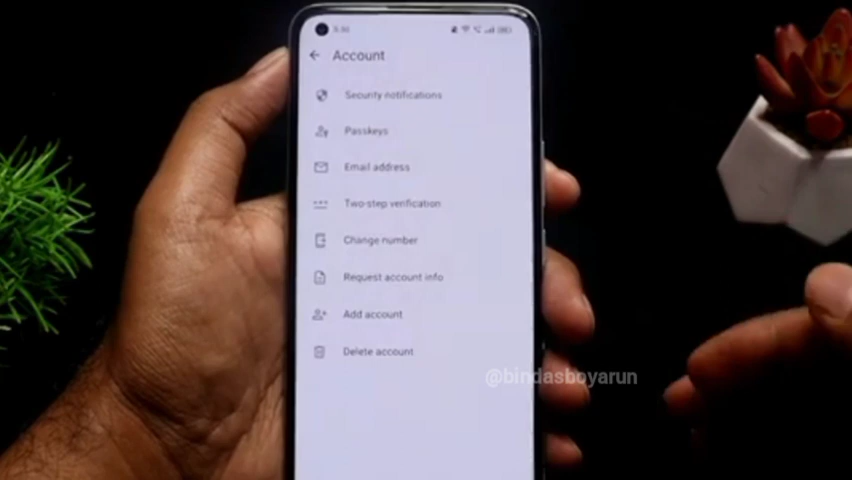 Account
Security notifications
Passkeys
Email address
Two-step verification
Change number
Request account info
Add account
Delete account
@bindasboyarun